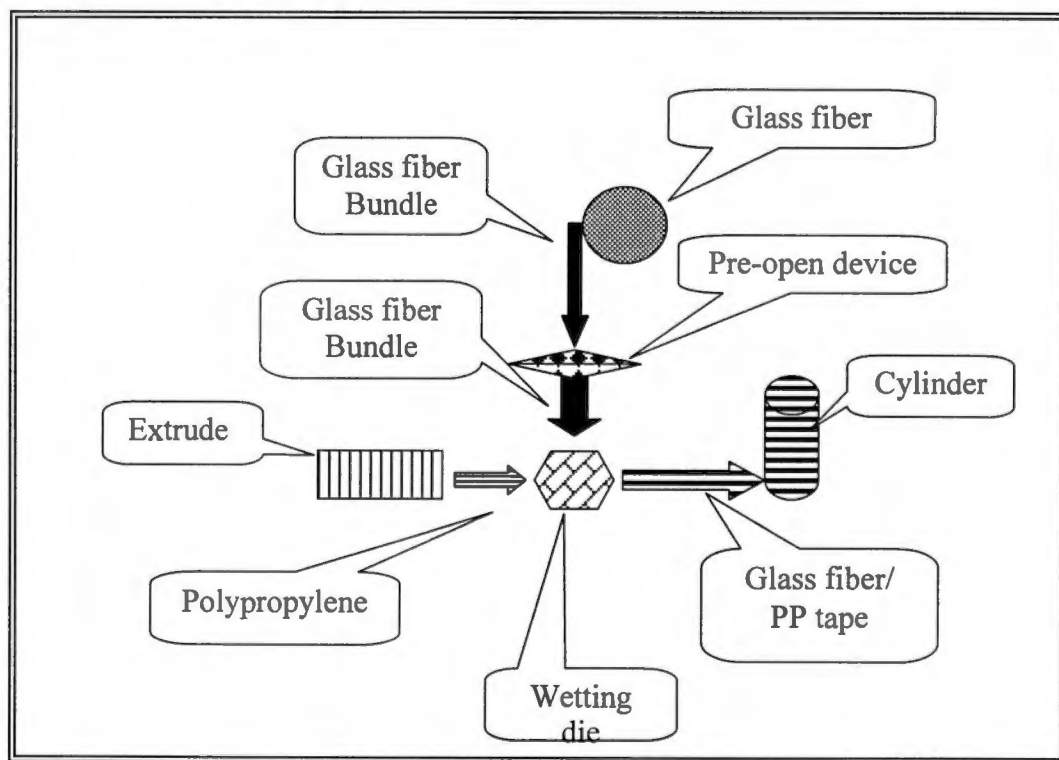 Glass fiber
Glass fiber
Bundle
Pre-open device
Glass fiber
Bundle
Cylinder
Extrude
Polypropylene
Glass fiber/
PP tape
Wetting
die